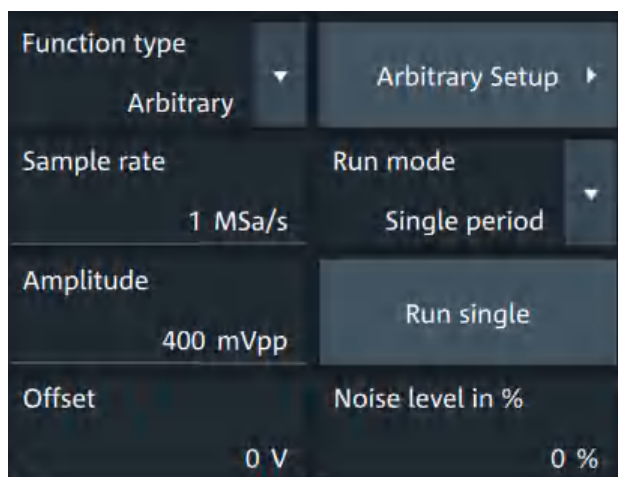 Function type
Arbitrary
Arbitrary Setup
Sample rate
1 MSa/s
Run mode
Single period
Amplitude
400 mVpp
Run single
Offset
0 V
Noise level in %
0 %